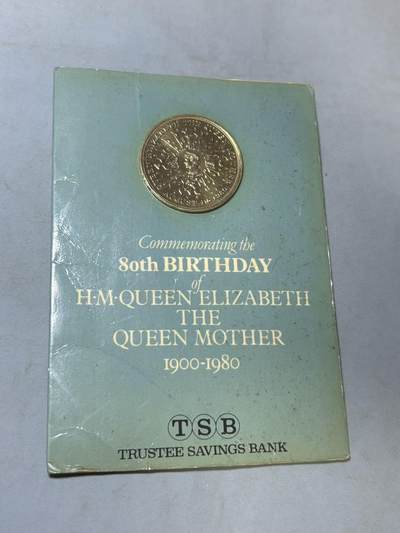 Commemorating the
80th BIRTHDAY
of
H·M·QUEEN ELIZABETH
THE
QUEEN MOTHER
1900-1980
TSB
TRUSTEE SAVINGS BANK